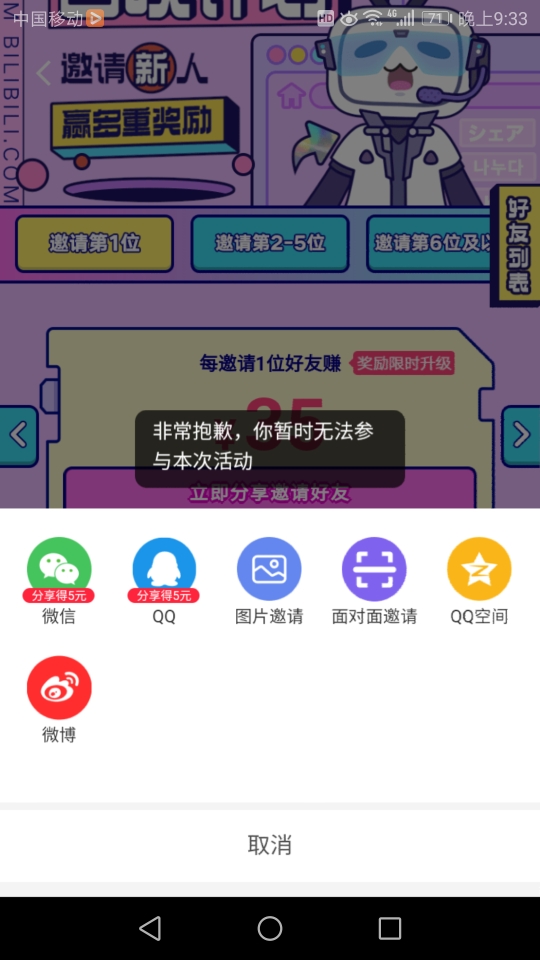 中国移动
HD 4G 71 晚上9:33
BILIBILI.COM
邀请新人
赢多重奖励
シェア
나누다
好友列表
邀请第1位
邀请第2-5位
邀请第6位及以
每邀请1位好友赚
奖励限时升级
35
非常抱歉，你暂时无法参
与本次活动
立即分享邀请好友
分享得5元
分享得5元
微信
QQ
图片邀请
面对面邀请
QQ空间
微博
取消